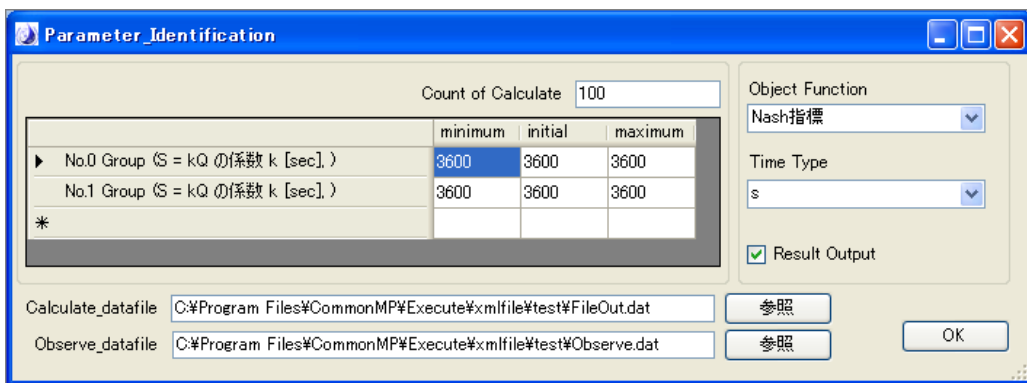 Parameter_Identification
Count of Calculate 100
Object Function
Nash指標
minimum initial maximum
No.0 Group (S = kQ の係数 k [sec], ) 3600 3600 3600
Time Type
No.1 Group (S = kQ の係数 k [sec], ) 3600 3600 3600
s
*
Result Output
Calculate_datafile C:¥Program Files¥CommonMP¥Execute¥xmlfile¥test¥FileOut.dat 参照
Observe_datafile C:¥Program Files¥CommonMP¥Execute¥xmlfile¥test¥Observe.dat 参照
OK